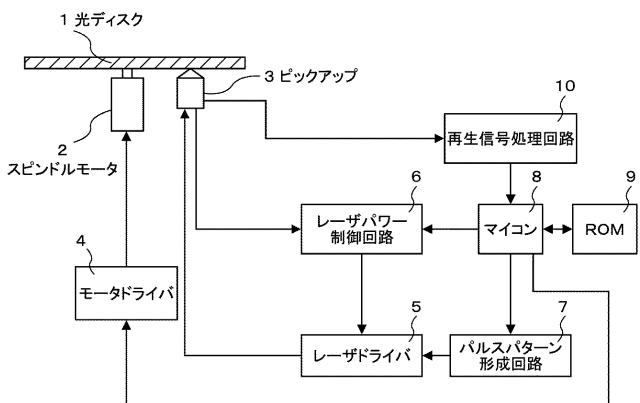 1 光ディスク
3 ピックアップ
2
スピンドルモータ
10
再生信号処理回路
6
レーザパワー
制御回路
8
マイコン
9
ROM
4
モータドライバ
5
レーザドライバ
7
パルスパターン
形成回路